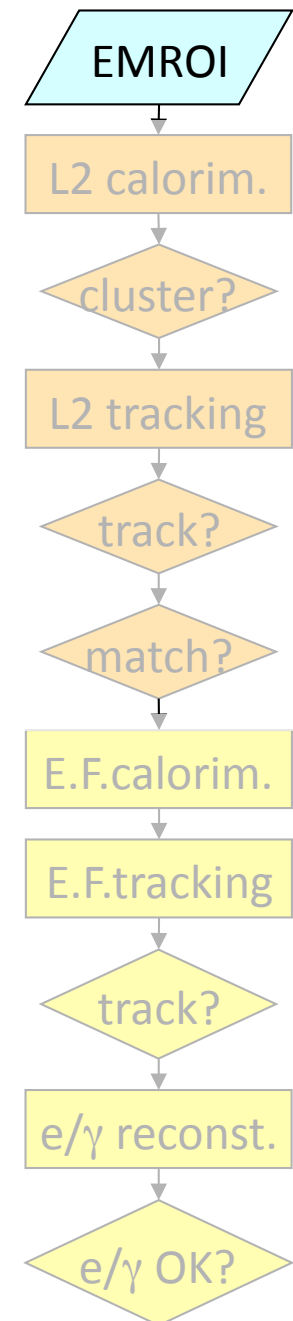 EMROI
L2 calorim.
cluster?
L2 tracking
track?
match?
E.F.calorim.
E.F.tracking
track?
e/γ reconst.
e/γ OK?